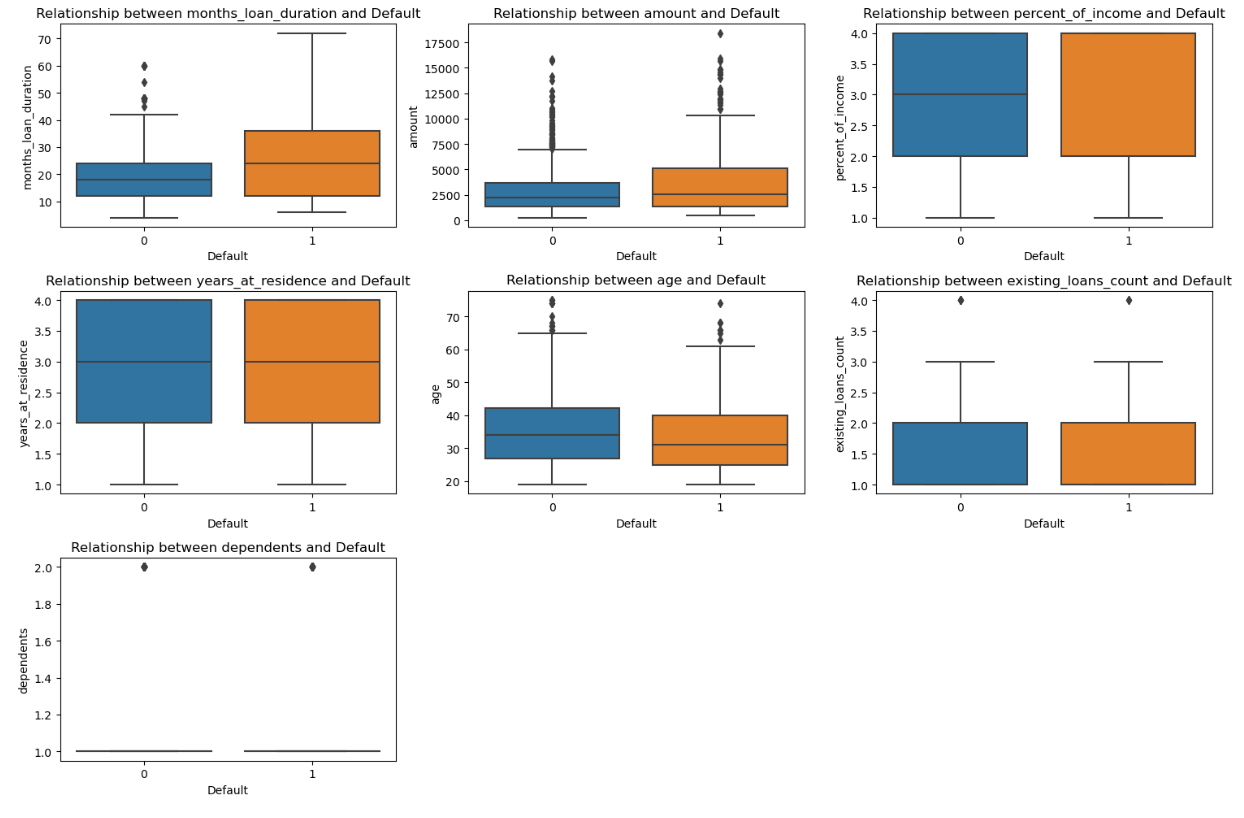 Relationship between months_loan_duration and Default
70
60
50
40
30
20
10
months_loan_duration
0
1
Default
Relationship between amount and Default
17500
15000
12500
10000
7500
5000
2500
0
amount
0
1
Default
Relationship between percent_of_income and Default
4.0
3.5
3.0
2.5
2.0
1.5
1.0
percent_of_income
0
1
Default
Relationship between years_at_residence and Default
4.0
3.5
3.0
2.5
2.0
1.5
1.0
years_at_residence
0
1
Default
Relationship between age and Default
70
60
50
40
30
20
age
0
1
Default
Relationship between existing_loans_count and Default
4.0
3.5
3.0
2.5
2.0
1.5
1.0
existing_loans_count
0
1
Default
Relationship between dependents and Default
2.0
1.8
1.6
1.4
1.2
1.0
dependents
0
1
Default